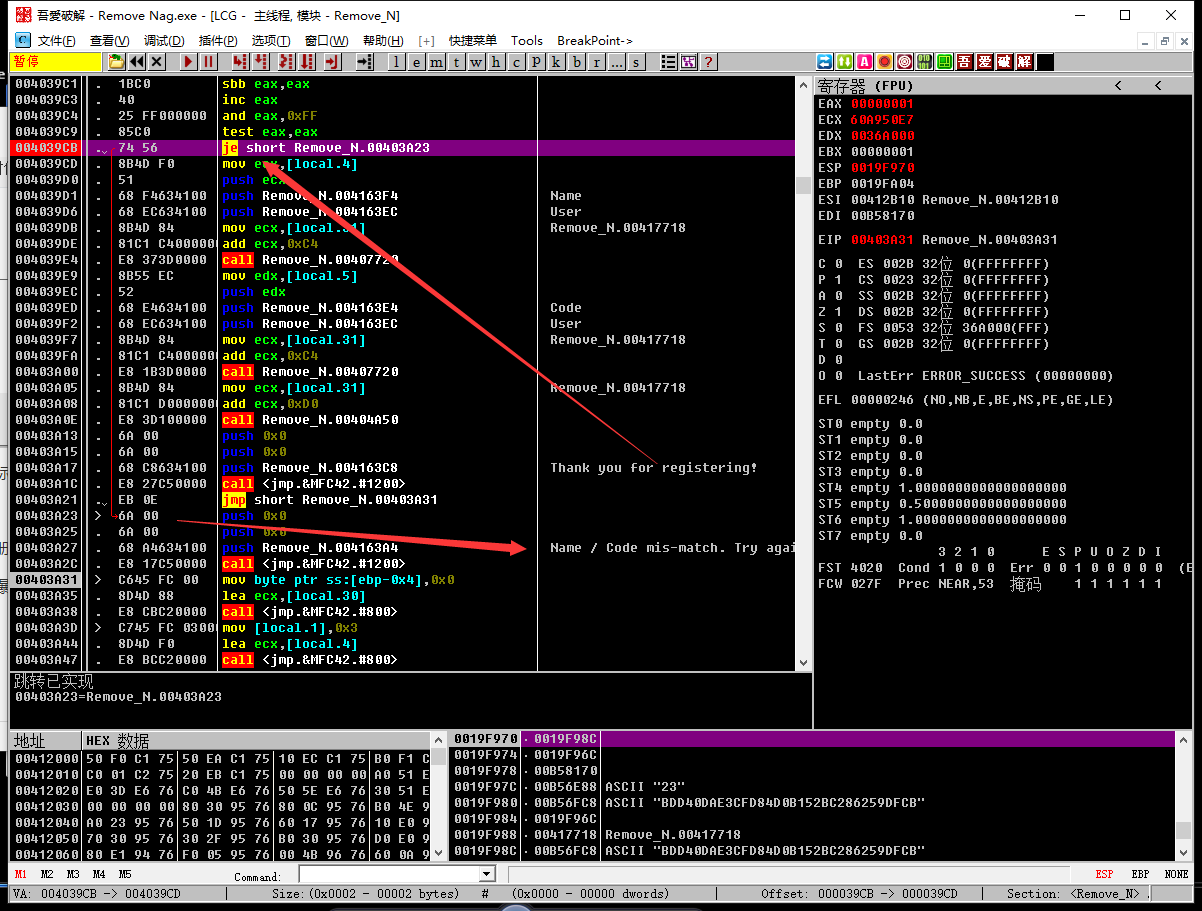 吾愛破解 - Remove Nag.exe - [LCG - 主线程, 模块 - Remove_N]
文件(F) 查看(V) 调试(D) 插件(P) 选项(T) 窗口(W) 帮助(H) [+] 快捷菜单 Tools BreakPoint->
暂停 l e m t w h c p k b r ... s ? A 吾 爱 破 解
004039C1 . 1BC0 sbb eax,eax
004039C3 . 40 inc eax
004039C4 . 25 FF000000 and eax,0xFF
004039C9 . 85C0 test eax,eax
004039CB . 74 56 je short Remove_N.00403A23
004039CD . 8B4D F0 mov ecx,[local.4]
004039D0 . 51 push ecx
004039D1 . 68 F4634100 push Remove_N.004163F4 Name
004039D6 . 68 EC634100 push Remove_N.004163EC User
004039DB . 8B4D 84 mov ecx,[local.31] Remove_N.00417718
004039DE . 81C1 C4000000 add ecx,0xC4
004039E4 . E8 373D0000 call Remove_N.00407720
004039E9 . 8B55 EC mov edx,[local.5]
004039EC . 52 push edx
004039ED . 68 E4634100 push Remove_N.004163E4 Code
004039F2 . 68 EC634100 push Remove_N.004163EC User
004039F7 . 8B4D 84 mov ecx,[local.31] Remove_N.00417718
004039FA . 81C1 C4000000 add ecx,0xC4
00403A00 . E8 1B3D0000 call Remove_N.00407720
00403A05 . 8B4D 84 mov ecx,[local.31] Remove_N.00417718
00403A08 . 81C1 D0000000 add ecx,0xD0
00403A0E . E8 3D100000 call Remove_N.00404A50
00403A13 . 6A 00 push 0x0
00403A15 . 6A 00 push 0x0
00403A17 . 68 C8634100 push Remove_N.004163C8 Thank you for registering!
00403A1C . E8 27C50000 call <jmp.&MFC42.#1200>
00403A21 . EB 0E jmp short Remove_N.00403A31
00403A23 > 6A 00 push 0x0
00403A25 . 6A 00 push 0x0
00403A27 . 68 A4634100 push Remove_N.004163A4 Name / Code mis-match. Try agai
00403A2C . E8 17C50000 call <jmp.&MFC42.#1200>
00403A31 > C645 FC 00 mov byte ptr ss:[ebp-0x4],0x0
00403A35 . 8D4D 88 lea ecx,[local.30]
00403A38 . E8 CBC20000 call <jmp.&MFC42.#800>
00403A3D > C745 FC 0300 mov [local.1],0x3
00403A44 . 8D4D F0 lea ecx,[local.4]
00403A47 . E8 BCC20000 call <jmp.&MFC42.#800>
跳转已实现
00403A23=Remove_N.00403A23
寄存器 (FPU) < <
EAX 00000001
ECX 60A950E7
EDX 0036A000
EBX 00000001
ESP 0019F970
EBP 0019FA04
ESI 00412B10 Remove_N.00412B10
EDI 00B58170
EIP 00403A31 Remove_N.00403A31
C 0 ES 002B 32位 0(FFFFFFFF)
P 1 CS 0023 32位 0(FFFFFFFF)
A 0 SS 002B 32位 0(FFFFFFFF)
Z 1 DS 002B 32位 0(FFFFFFFF)
S 0 FS 0053 32位 36A000(FFF)
T 0 GS 002B 32位 0(FFFFFFFF)
D 0
O 0 LastErr ERROR_SUCCESS (00000000)
EFL 00000246 (NO,NB,E,BE,NS,PE,GE,LE)
ST0 empty 0.0
ST1 empty 0.0
ST2 empty 0.0
ST3 empty 0.0
ST4 empty 1.0000000000000000000
ST5 empty 0.5000000000000000000
ST6 empty 1.0000000000000000000
ST7 empty 0.0
3 2 1 0 E S P U O Z D I
FST 4020 Cond 1 0 0 0 Err 0 0 1 0 0 0 0 0 (E
FCW 027F Prec NEAR,53 掩码 1 1 1 1 1 1
地址 HEX 数据
00412000 50 F0 C1 75 50 EA C1 75 10 EC C1 75 B0 F1 C
00412010 C0 01 C2 75 20 EB C1 75 00 00 00 00 A0 51 E
00412020 E0 3D E6 76 C0 4B E6 76 50 5E E6 76 30 51 E
00412030 00 00 00 00 80 30 95 76 80 0C 95 76 B0 4E 9
00412040 A0 23 95 76 50 1D 95 76 60 17 95 76 10 E0 9
00412050 70 30 95 76 30 2F 95 76 B0 30 95 76 D0 E0 9
00412060 80 E1 94 76 F0 05 95 76 00 4B 96 76 60 0A 9
0019F970 0019F98C
0019F974 0019F96C
0019F978 00B58170
0019F97C 00B56E88 ASCII "23"
0019F980 00B56FC8 ASCII "BDD40DAE3CFD84D0B152BC286259DFCB"
0019F984 0019F96C
0019F988 00417718 Remove_N.00417718
0019F98C 00B56FC8 ASCII "BDD40DAE3CFD84D0B152BC286259DFCB"
M1 M2 M3 M4 M5 Command: ESP EBP NONE
VA: 004039CB -> 004039CD Size:(0x0002 - 00002 bytes) # (0x0000 - 00000 dwords) Offset: 000039CB -> 000039CD Section: <Remove_N> .